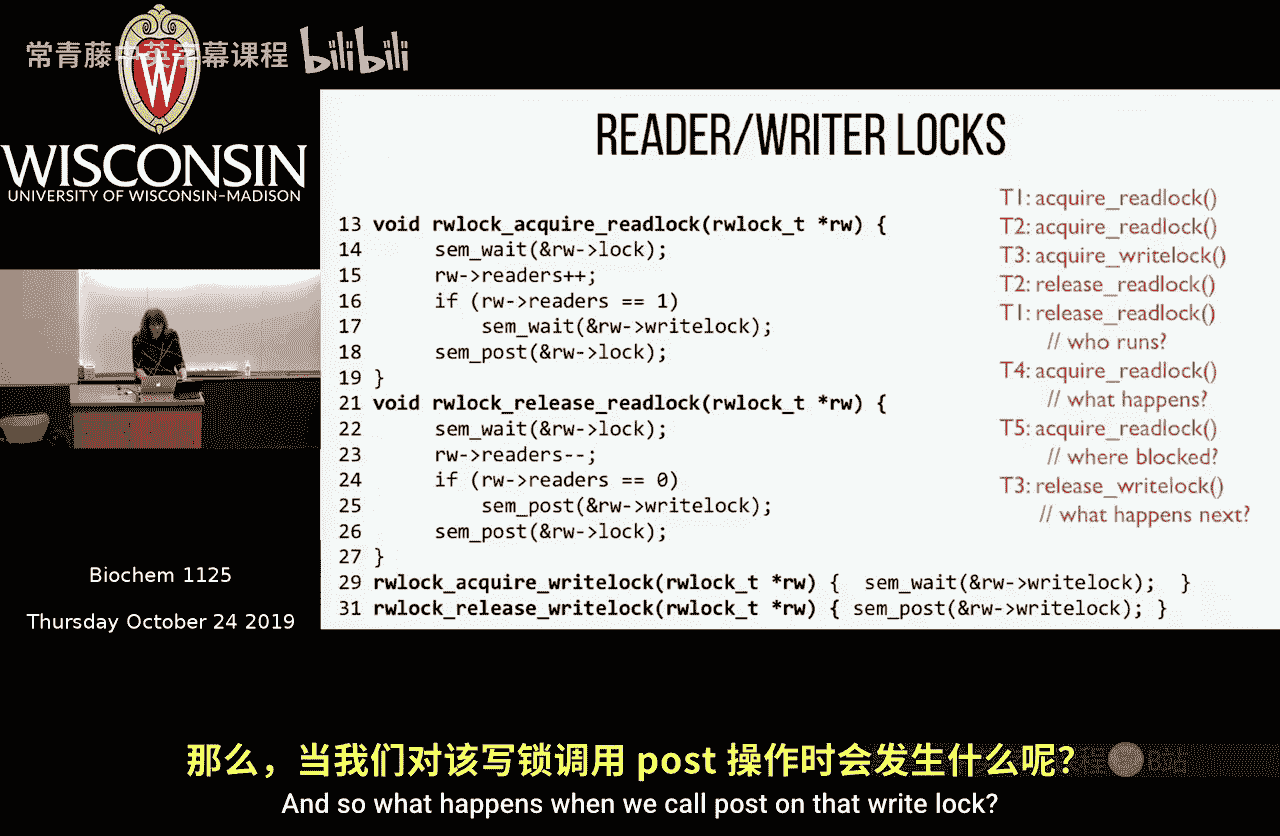 常青藤中英字幕课程 bilibili
W
WISCONSIN
UNIVERSITY OF WISCONSIN-MADISON
READER/WRITER LOCKS
13 void rwlock_acquire_readlock(rwlock_t *rw) {
14 sem_wait(&rw->lock);
15 rw->readers++;
16 if (rw->readers == 1)
17 sem_wait(&rw->writelock);
18 sem_post(&rw->lock);
19 }
21 void rwlock_release_readlock(rwlock_t *rw) {
22 sem_wait(&rw->lock);
23 rw->readers--;
24 if (rw->readers == 0)
25 sem_post(&rw->writelock);
26 sem_post(&rw->lock);
27 }
29 rwlock_acquire_writelock(rwlock_t *rw) { sem_wait(&rw->writelock); }
31 rwlock_release_writelock(rwlock_t *rw) { sem_post(&rw->writelock); }
T1: acquire_readlock()
T2: acquire_readlock()
T3: acquire_writelock()
T2: release_readlock()
T1: release_readlock()
// who runs?
T4: acquire_readlock()
// what happens?
T5: acquire_readlock()
// where blocked?
T3: release_writelock()
// what happens next?
Biochem 1125
Thursday October 24 2019
那么，当我们对该写锁调用 post 操作时会发生什么呢？
And so what happens when we call post on that write lock?